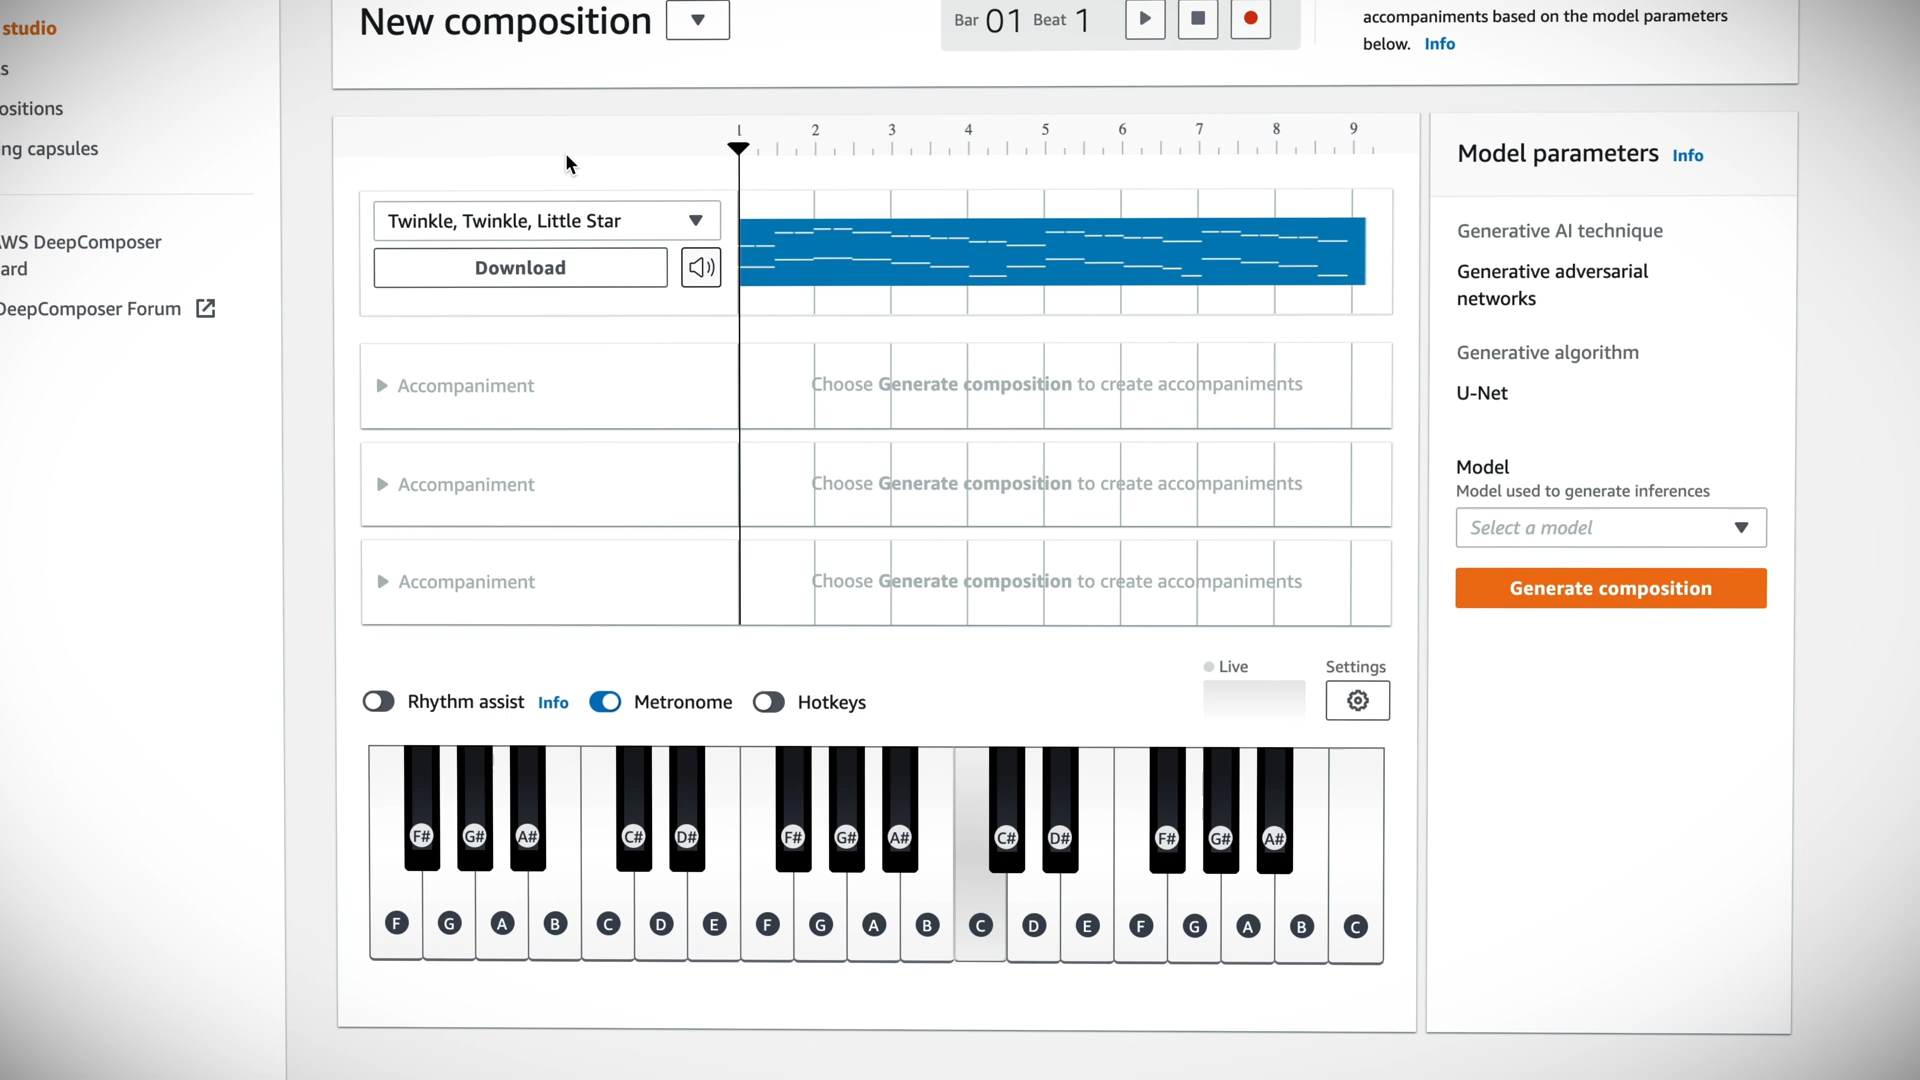 studio
s
ositions
ng capsules
WS DeepComposer
ard
DeepComposer Forum
New composition
Bar 01 Beat 1
accompaniments based on the model parameters
below. Info
1 2 3 4 5 6 7 8 9
Twinkle, Twinkle, Little Star
Download
Accompaniment
Choose Generate composition to create accompaniments
Accompaniment
Choose Generate composition to create accompaniments
Accompaniment
Choose Generate composition to create accompaniments
Model parameters Info
Generative AI technique
Generative adversarial
networks
Generative algorithm
U-Net
Model
Model used to generate inferences
Select a model
Generate composition
Live
Settings
Rhythm assist Info Metronome Hotkeys
F# G# A# C# D# F# G# A# C# D# F# G# A#
F G A B C D E F G A B C D E F G A B C